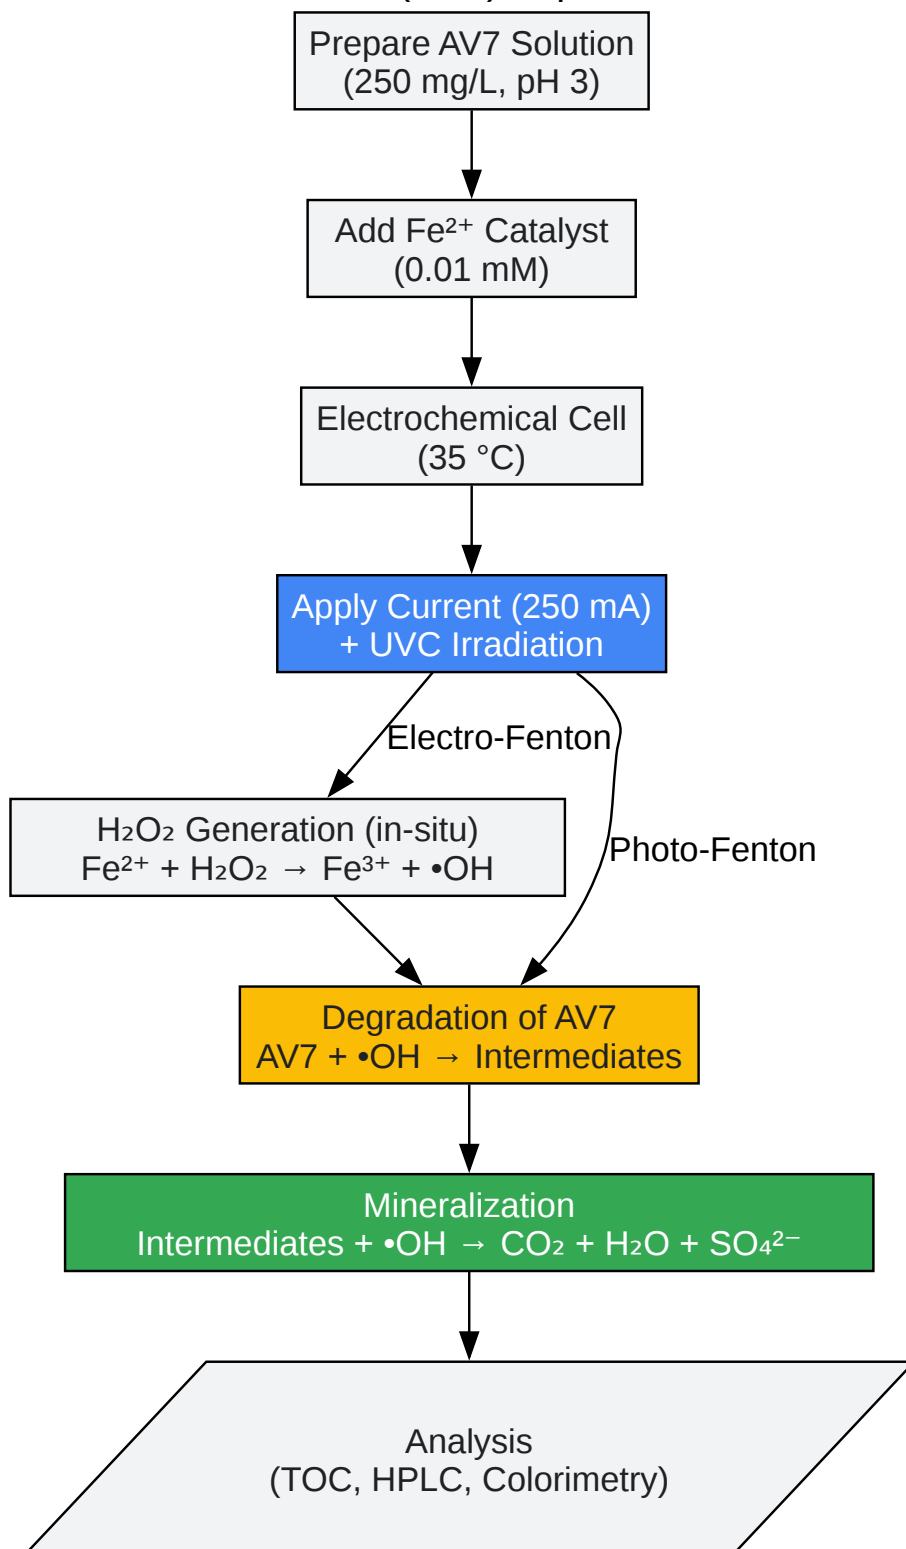 Prepare AV7 Solution
(250 mg/L, pH 3)
Add Fe²⁺ Catalyst
(0.01 mM)
Electrochemical Cell
(35 °C)
Apply Current (250 mA)
+ UVC Irradiation
Electro-Fenton
H₂O₂ Generation (in-situ)
Fe²⁺ + H₂O₂ → Fe³⁺ + •OH
Photo-Fenton
Degradation of AV7
AV7 + •OH → Intermediates
Mineralization
Intermediates + •OH → CO₂ + H₂O + SO₄²⁻
Analysis
(TOC, HPLC, Colorimetry)